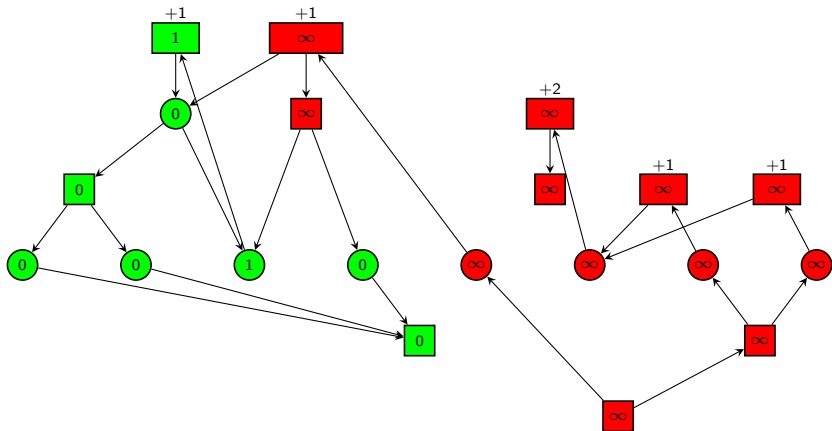 +1 +1
1 ∞
+2
0 ∞ ∞
+1 +1
0 ∞ ∞ ∞
0 0 1 0 ∞ ∞ ∞ ∞
0 ∞
∞